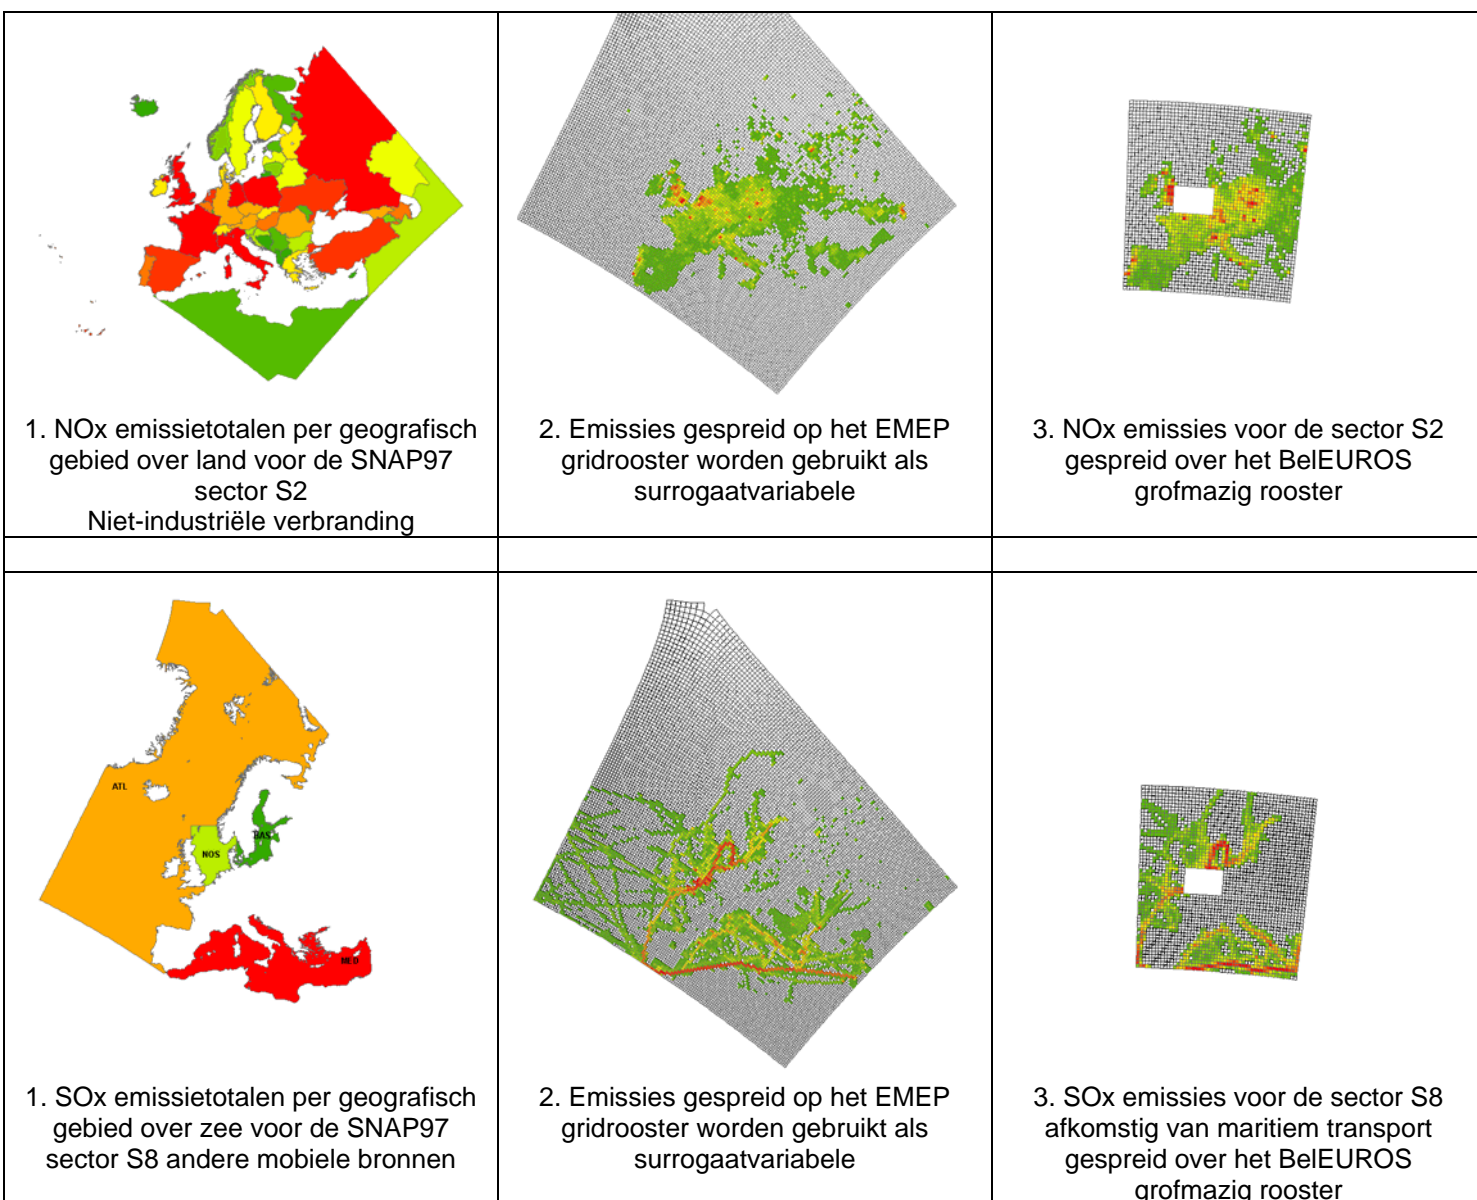 1. NOx emissietotalen per geografisch
gebied over land voor de SNAP97
sector S2
Niet-industriële verbranding
2. Emissies gespreid op het EMEP
gridrooster worden gebruikt als
surrogaatvariabele
3. NOx emissies voor de sector S2
gespreid over het BelEUROS
grofmazig rooster
ATL
NOS
BAS
MED
1. SOx emissietotalen per geografisch
gebied over zee voor de SNAP97
sector S8 andere mobiele bronnen
2. Emissies gespreid op het EMEP
gridrooster worden gebruikt als
surrogaatvariabele
3. SOx emissies voor de sector S8
afkomstig van maritiem transport
gespreid over het BelEUROS
grofmazig rooster